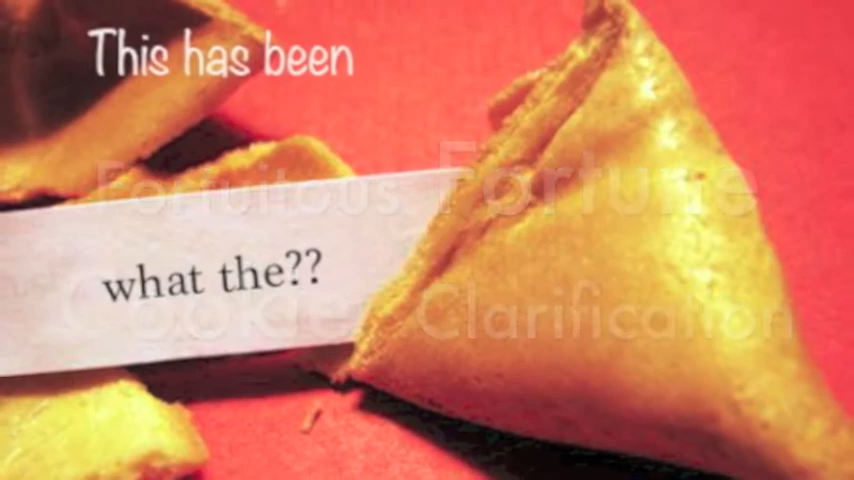 This has been
Fortuitous Fortune
what the??
Cookie Clarification